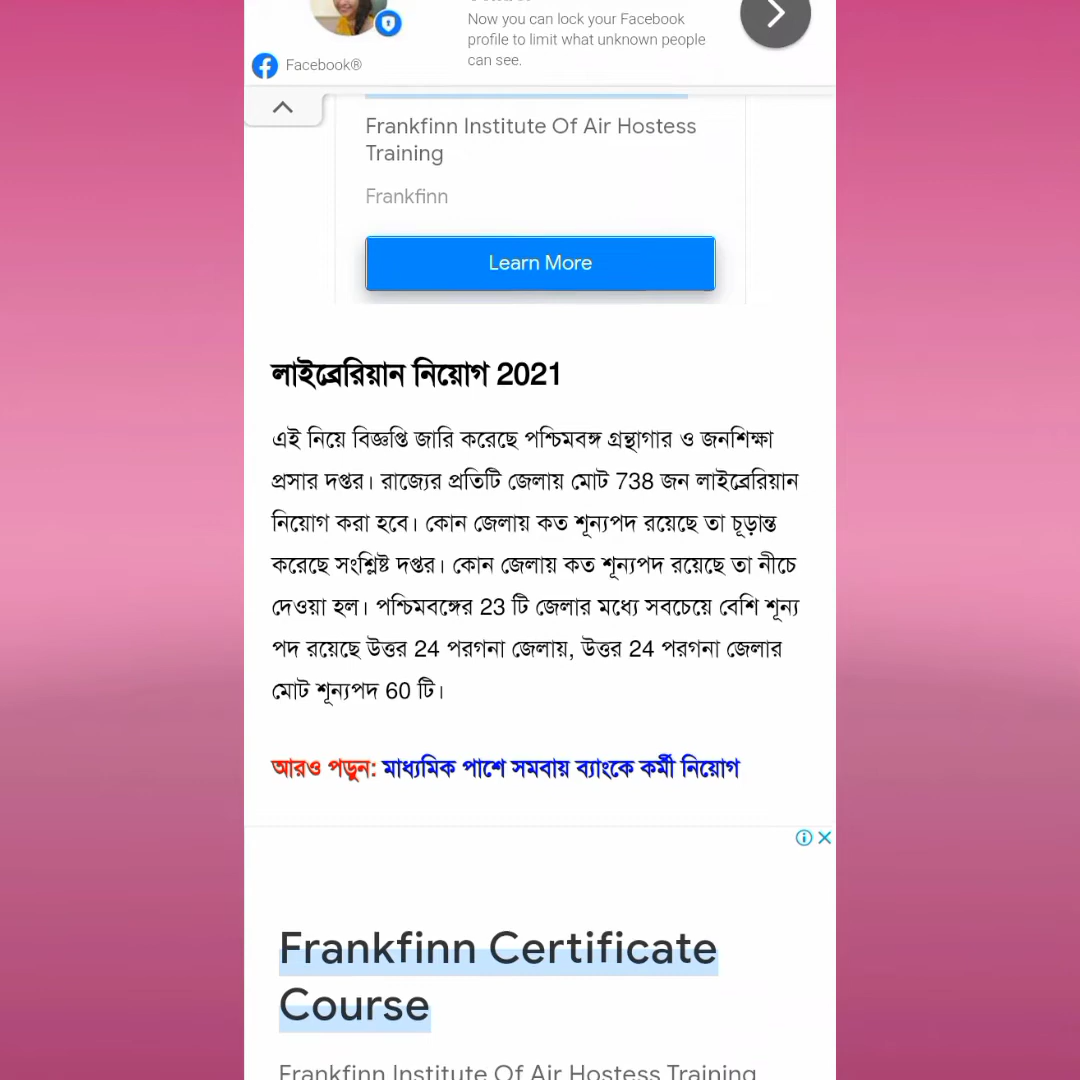 Now you can lock your Facebook
profile to limit what unknown people
can see.
Facebook®
Frankfinn Institute Of Air Hostess
Training
Frankfinn
Learn More
লাইব্রেরিয়ান নিয়োগ 2021
এই নিয়ে বিজ্ঞপ্তি জারি করেছে পশ্চিমবঙ্গ গ্রন্থাগার ও জনশিক্ষা
প্রসার দপ্তর। রাজ্যের প্রতিটি জেলায় মোট 738 জন লাইব্রেরিয়ান
নিয়োগ করা হবে। কোন জেলায় কত শূন্যপদ রয়েছে তা চূড়ান্ত
করেছে সংশ্লিষ্ট দপ্তর। কোন জেলায় কত শূন্যপদ রয়েছে তা নীচে
দেওয়া হল। পশ্চিমবঙ্গের 23 টি জেলার মধ্যে সবচেয়ে বেশি শূন্য
পদ রয়েছে উত্তর 24 পরগনা জেলায়, উত্তর 24 পরগনা জেলার
মোট শূন্যপদ 60 টি।
আরও পড়ুন: মাধ্যমিক পাশে সমবায় ব্যাংকে কর্মী নিয়োগ
Frankfinn Certificate
Course
Frankfinn Institute Of Air Hostess Training